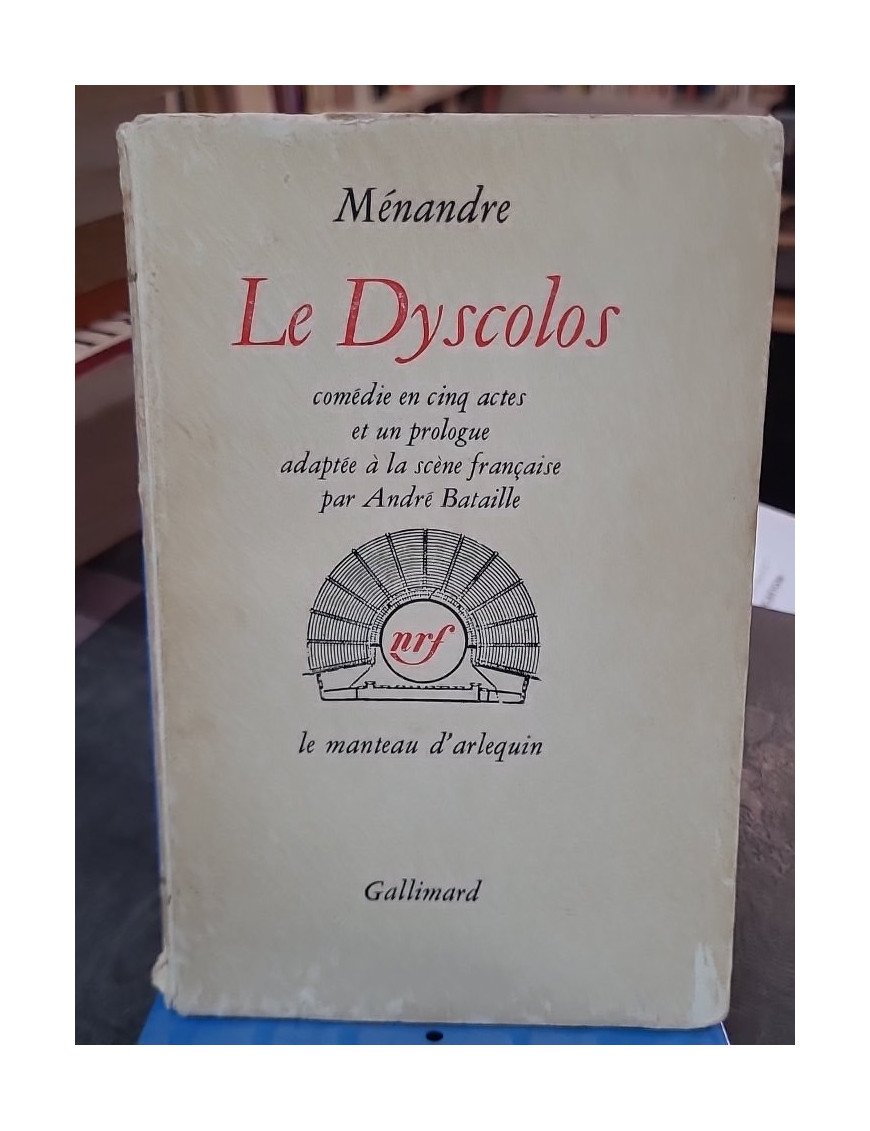 Ménandre
Le Dyscolos
comédie en cinq actes
et un prologue
adaptée à la scène française
par André Bataille
nrf
le manteau d'arlequin
Gallimard